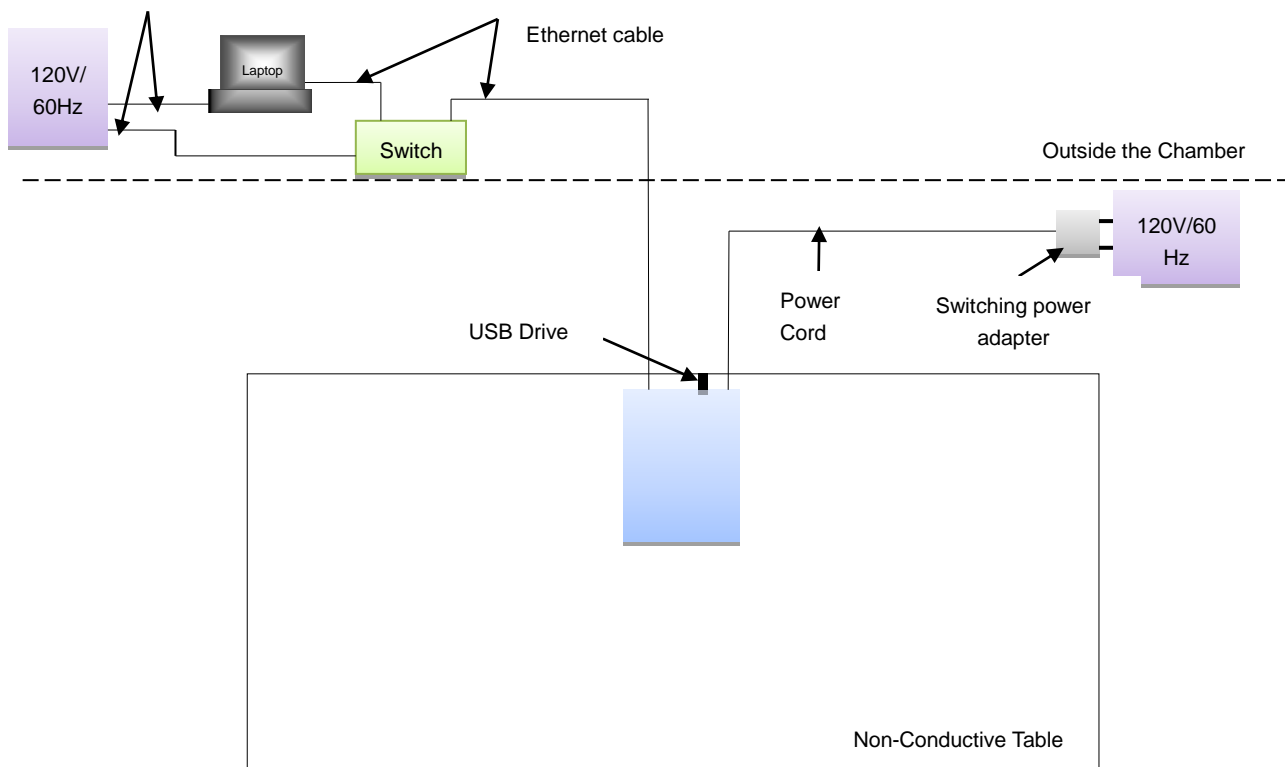 Ethernet cable
120V/
60Hz
Laptop
Switch
Outside the Chamber
120V/60
Hz
Power
Cord
Switching power
adapter
USB Drive
Non-Conductive Table